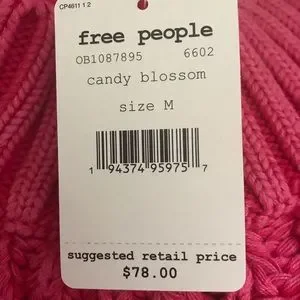 CP4611 1 2
free people
OB1087895 6602
candy blossom
size M
1 94374 95975 7
suggested retail price
$78.00